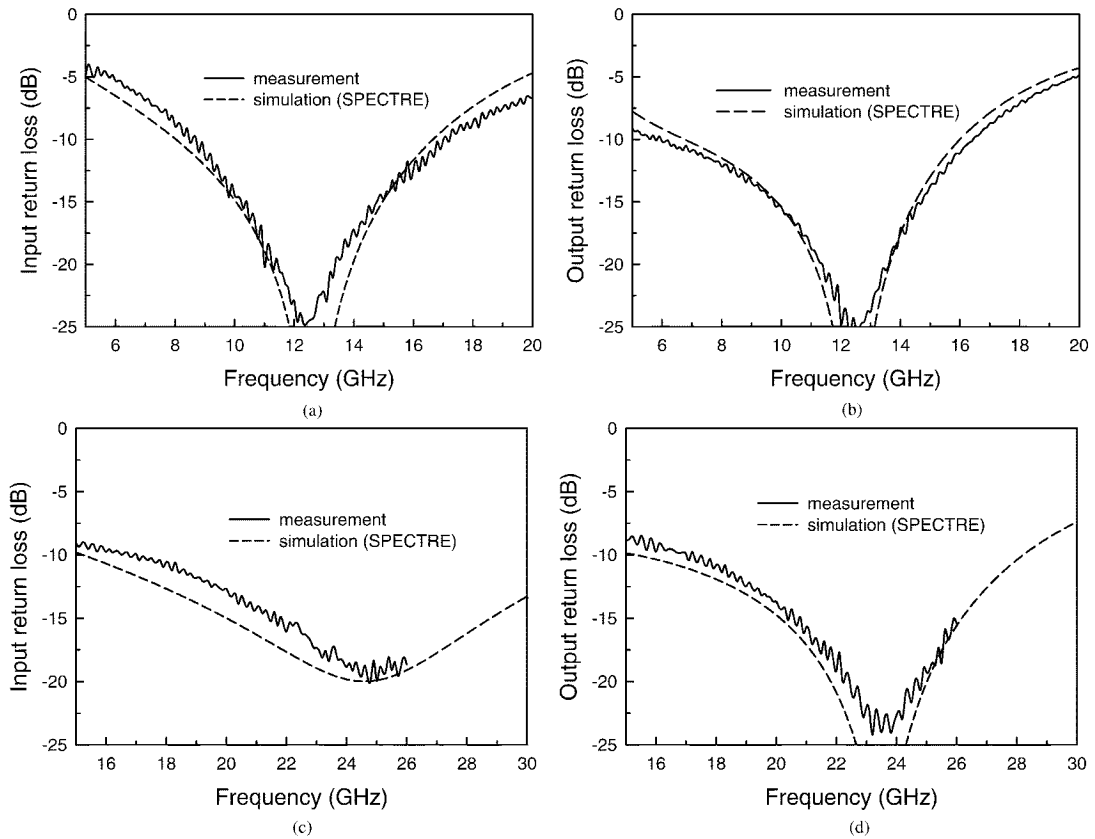 0
-5
-10
-15
-20
-25
Input return loss (dB)
measurement
simulation (SPECTRE)
6 8 10 12 14 16 18 20
Frequency (GHz)
(a)
0
-5
-10
-15
-20
-25
Output return loss (dB)
measurement
simulation (SPECTRE)
6 8 10 12 14 16 18 20
Frequency (GHz)
(b)
0
-5
-10
-15
-20
-25
Input return loss (dB)
measurement
simulation (SPECTRE)
16 18 20 22 24 26 28 30
Frequency (GHz)
(c)
0
-5
-10
-15
-20
-25
Output return loss (dB)
measurement
simulation (SPECTRE)
16 18 20 22 24 26 28 30
Frequency (GHz)
(d)